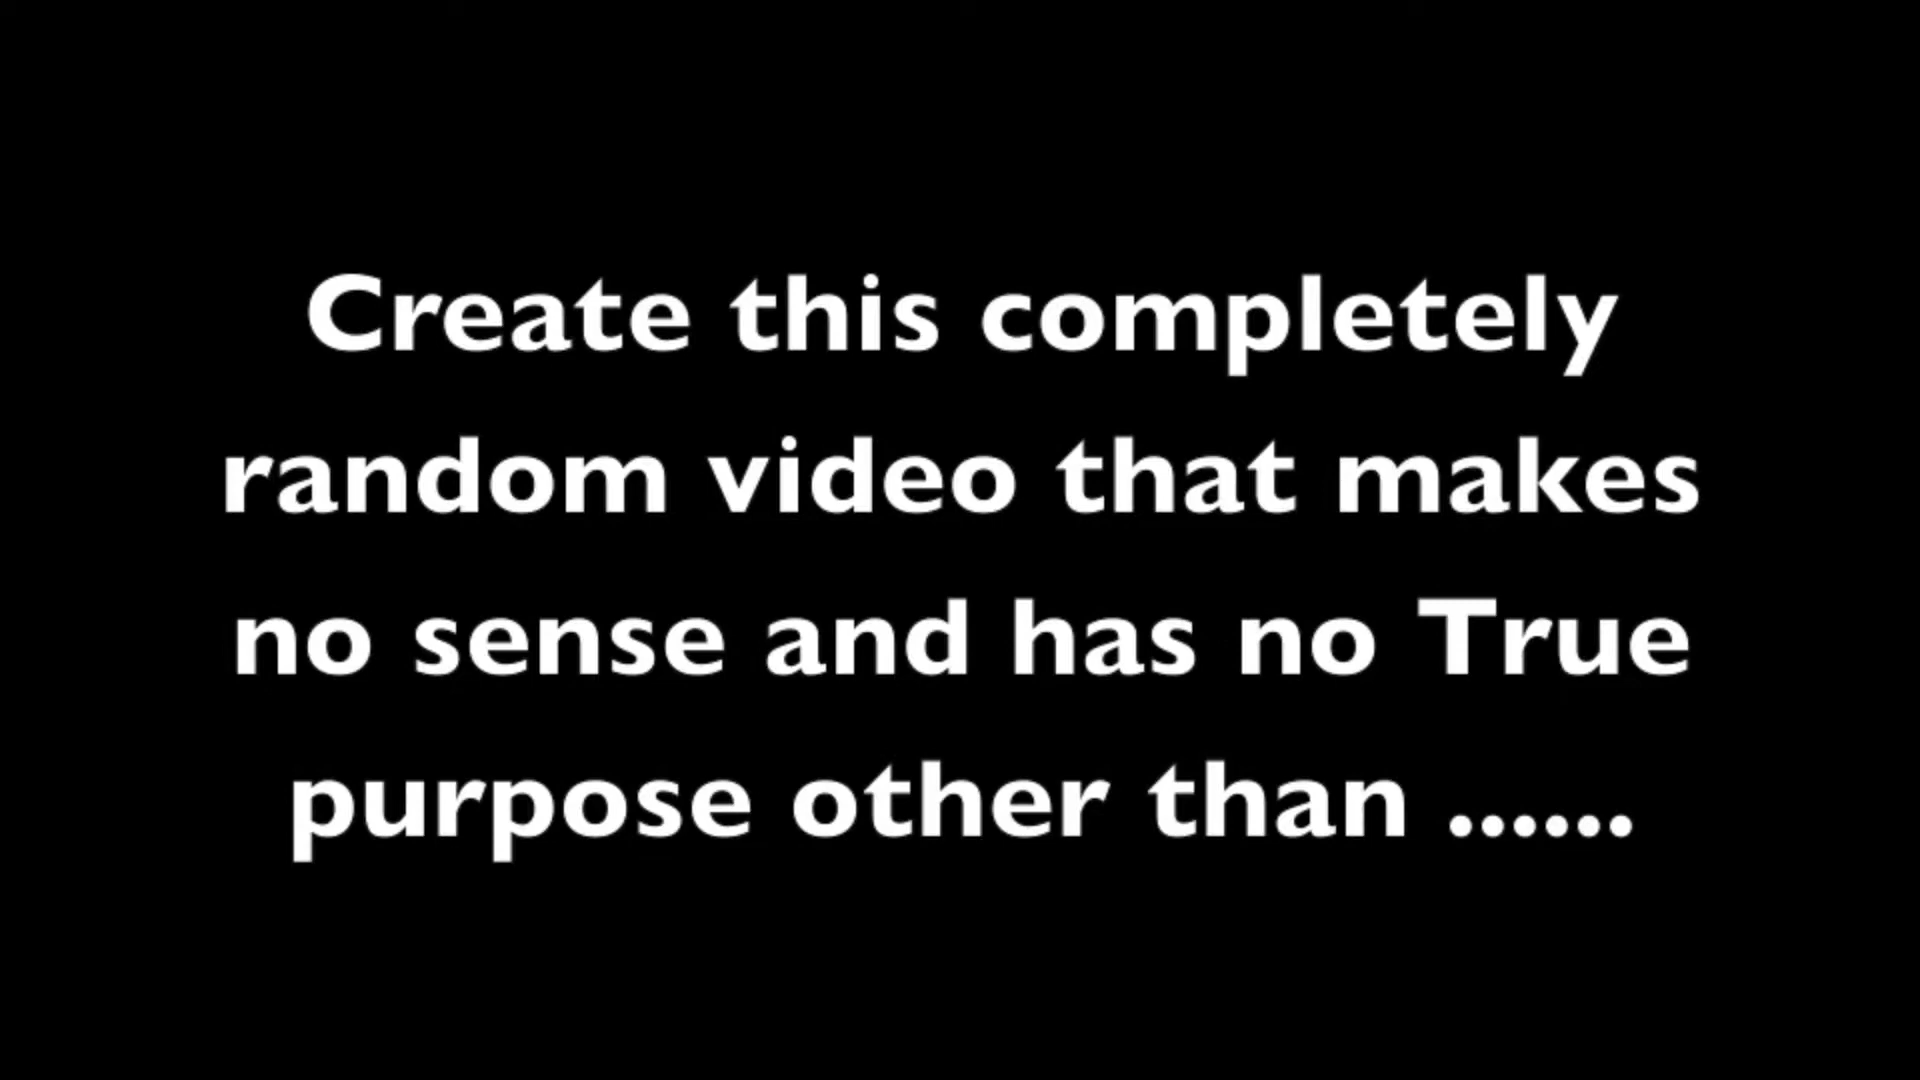 Create this completely
random video that makes
no sense and has no True
purpose other than ......